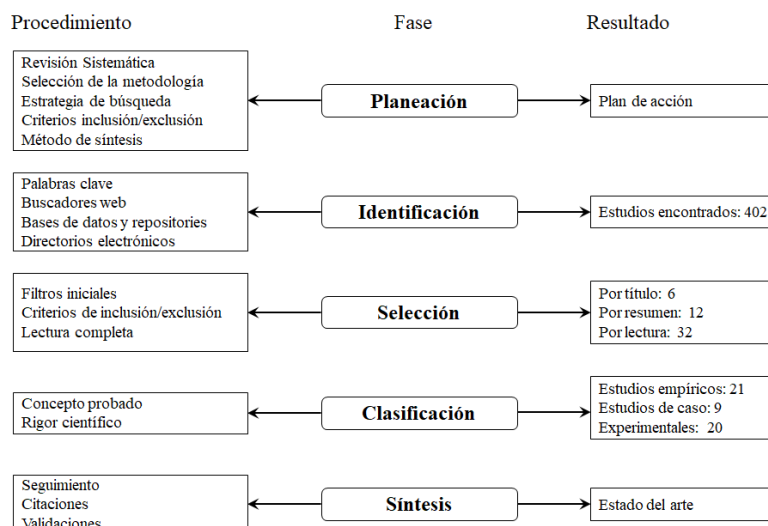 Procedimiento
Fase
Resultado
Revisión Sistemática
Selección de la metodología
Estrategia de búsqueda
Criterios inclusión/exclusión
Método de síntesis
Planeación
Plan de acción
Palabras clave
Buscadores web
Bases de datos y repositories
Directorios electrónicos
Identificación
Estudios encontrados: 402
Filtros iniciales
Criterios de inclusión/exclusión
Lectura completa
Selección
Por título: 6
Por resumen: 12
Por lectura: 32
Concepto probado
Rigor científico
Clasificación
Estudios empíricos: 21
Estudios de caso: 9
Experimentales: 20
Seguimiento
Citaciones
Validaciones
Síntesis
Estado del arte